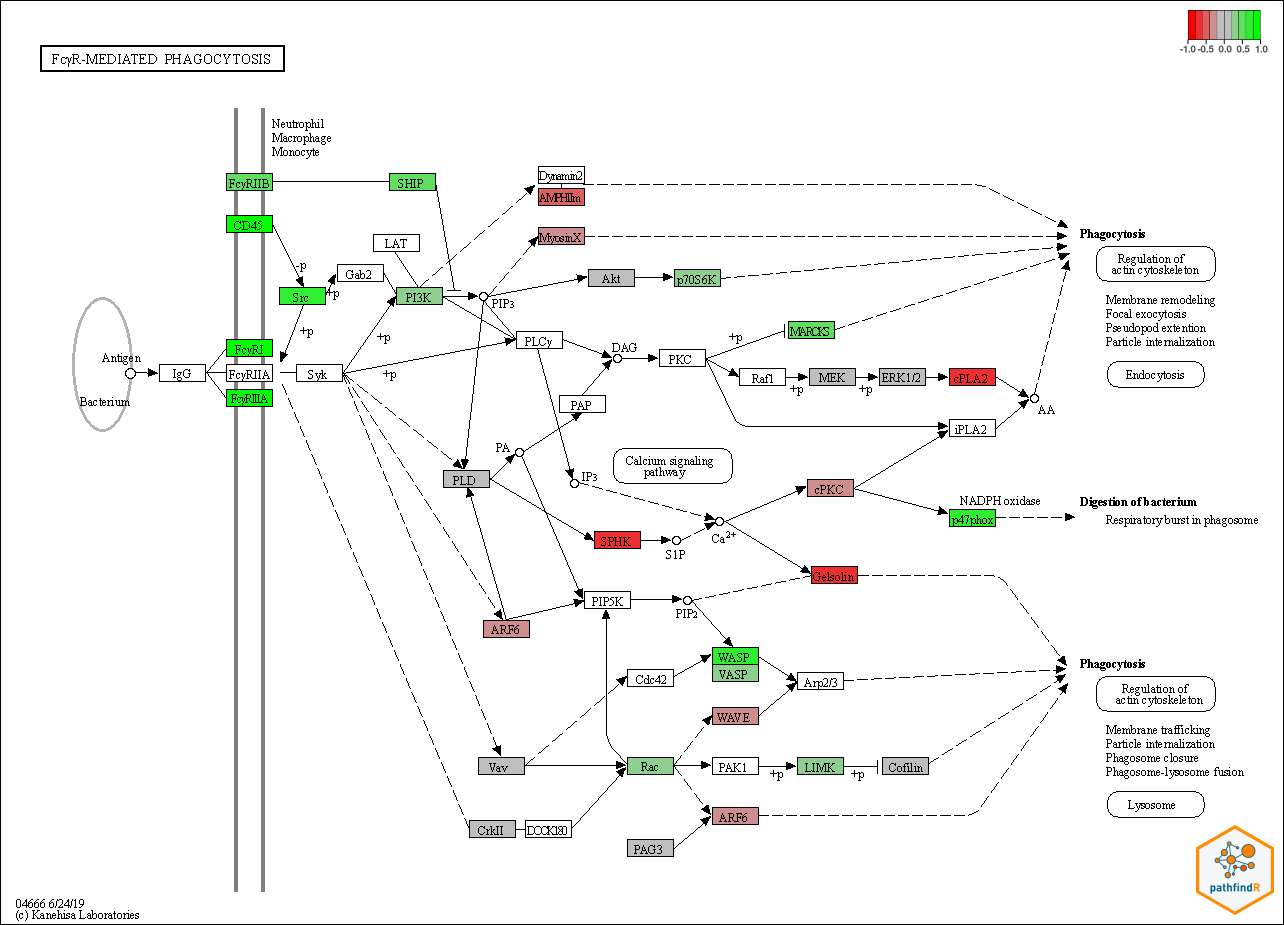 -1.0 -0.5 0.0 0.5 1.0
FcγR-MEDIATED PHAGOCYTOSIS
Neutrophil
Macrophage
Monocyte
FcγRIIB
SHIP
Dynamin2
AMPHIIm
CD45
LAT
MyosinX
Phagocytosis
Regulation of
actin cytoskeleton
-p
Gab2
Akt
p70S6K
Src
+p
PI3K
PIP3
Membrane remodeling
Focal exocytosis
Pseudopod extention
Particle internalization
+p
+p
PLCγ
+p
MARCKS
FcγRI
DAG
Antigen
PKC
IgG
FcγRIIA
Syk
+p
Raf1
+p
MEK
+p
ERK1/2
cPLA2
Endocytosis
Bacterium
FcγRIIIA
PAP
AA
iPLA2
PA
Calcium signaling
pathway
PLD
IP3
cPKC
NADPH oxidase
Digestion of bacterium
p47phox
Respiratory burst in phagosome
Ca2+
SPHK
S1P
Gelsolin
PIP5K
PIP2
ARF6
WASP
VASP
Phagocytosis
Cdc42
Arp2/3
Regulation of
actin cytoskeleton
WAVE
Membrane trafficking
Particle internalization
Phagosome closure
Phagosome-lysosome fusion
Vav
Rac
PAK1
+p
LIMK
+p
Cofilin
Lysosome
CrkII
DOCK180
ARF6
PAG3
pathfindR
04666 6/24/19
(c) Kanehisa Laboratories